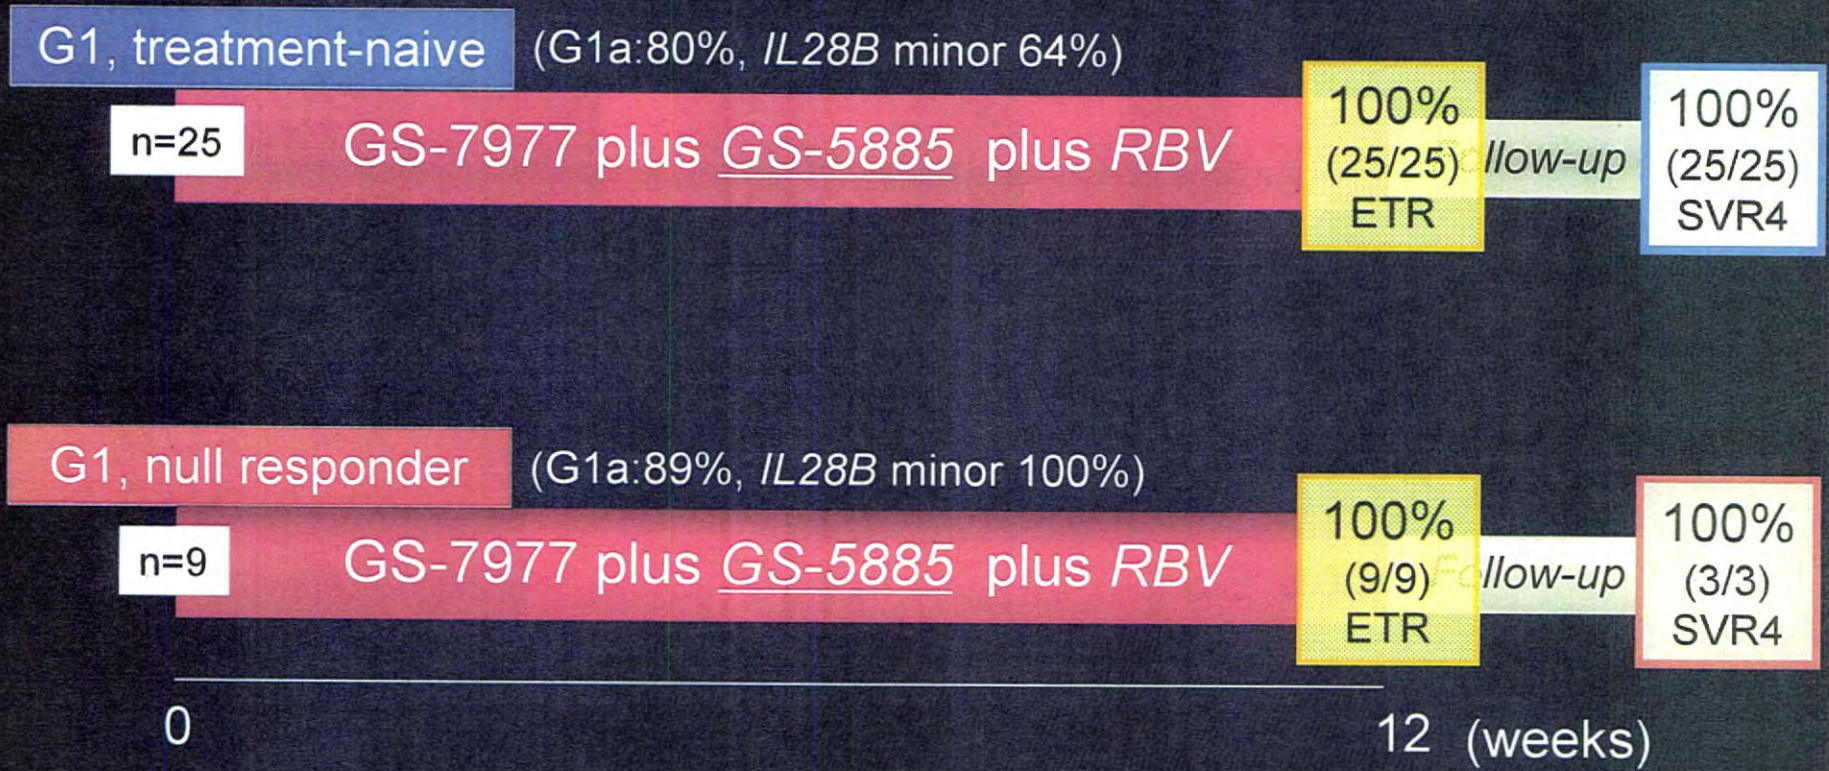 G1, treatment-naive (G1a:80%, IL28B minor 64%)
n=25
GS-7977 plus GS-5885 plus RBV
100%
(25/25)
ETR
Follow-up
100%
(25/25)
SVR4
G1, null responder (G1a:89%, IL28B minor 100%)
n=9
GS-7977 plus GS-5885 plus RBV
100%
(9/9)
ETR
Follow-up
100%
(3/3)
SVR4
0 12 (weeks)